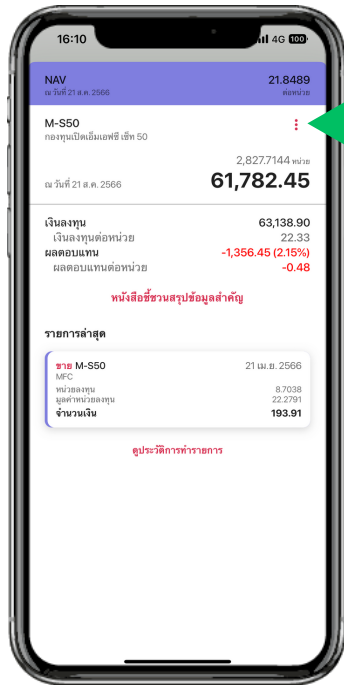 16:10
4G 100
NAV 21.8489
ณ วันที่ 21 ส.ค. 2566 ต่อหน่วย
M-S50
กองทุนเปิดเอ็มเอฟซี เซ็ท 50
2,827.7144 หน่วย
ณ วันที่ 21 ส.ค. 2566 61,782.45
เงินลงทุน 63,138.90
เงินลงทุนต่อหน่วย 22.33
ผลตอบแทน -1,356.45 (2.15%)
ผลตอบแทนต่อหน่วย -0.48
หนังสือชี้ชวนสรุปข้อมูลสำคัญ
รายการล่าสุด
ขาย M-S50 21 เม.ย. 2566
MFC
หน่วยลงทุน 8.7038
มูลค่าหน่วยลงทุน 22.2791
จำนวนเงิน 193.91
ดูประวัติการทำรายการ